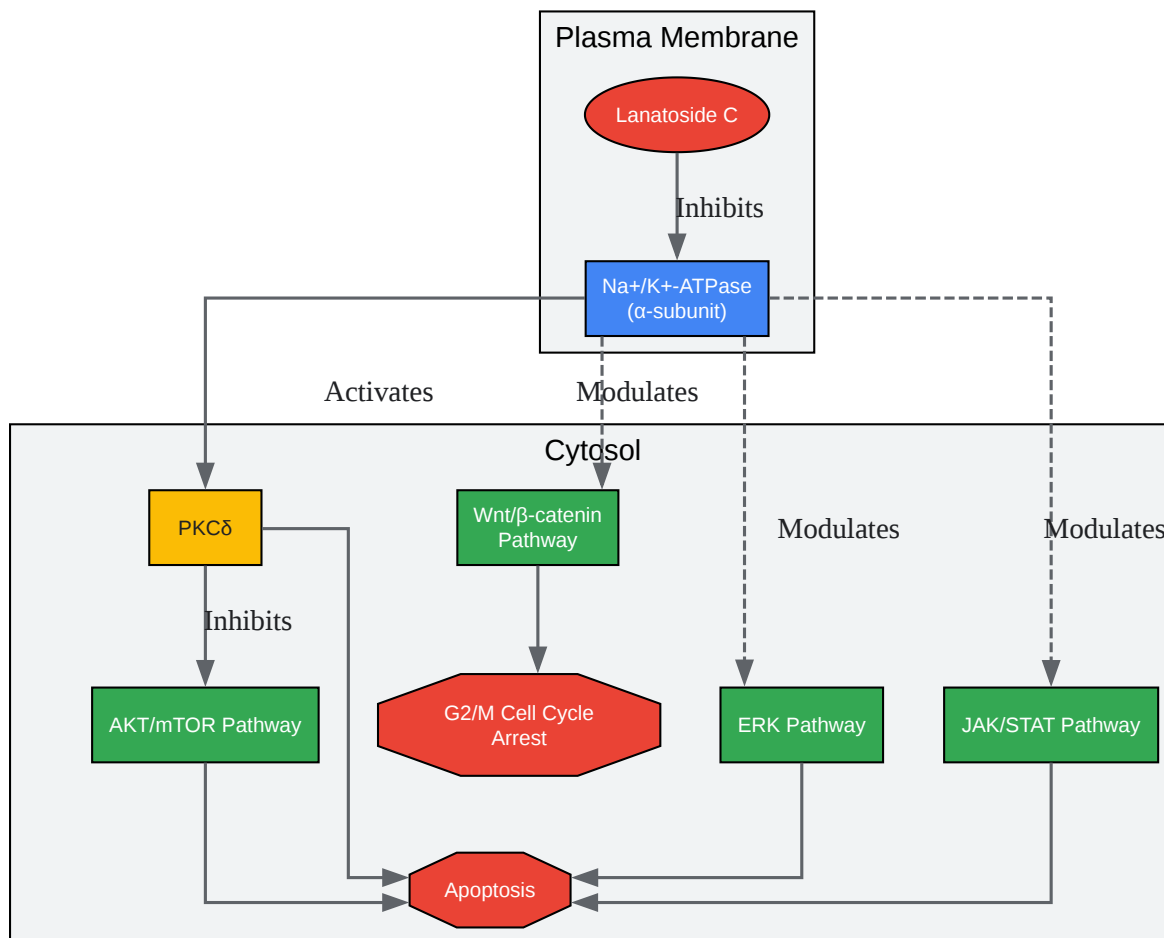 Plasma Membrane
Lanatoside C
Inhibits
Na+/K+-ATPase
(α-subunit)
Activates
Modulates
Cytosol
PKCδ
Wnt/β-catenin
Pathway
Modulates
Modulates
Inhibits
AKT/mTOR Pathway
G2/M Cell Cycle
Arrest
ERK Pathway
JAK/STAT Pathway
Apoptosis